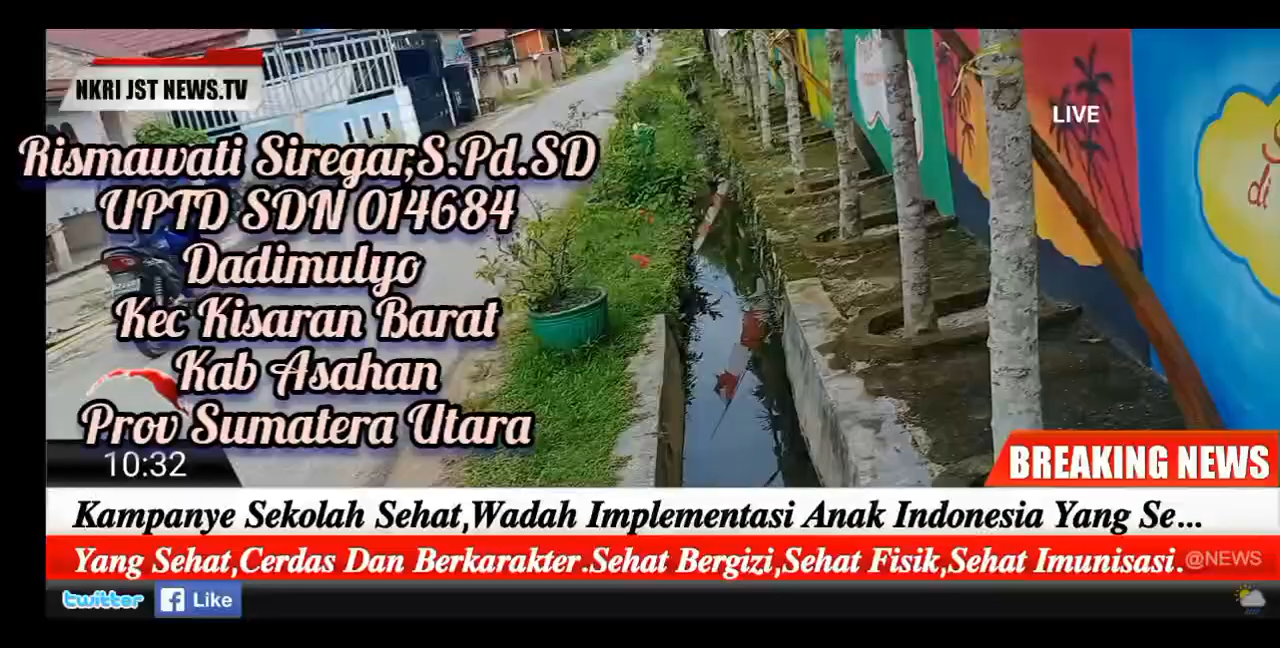 NKRI JST NEWS.TV
LIVE
Rismawati Siregar,S.Pd.SD
UPTD SDN 014684
Dadimulyo
Kec Kisaran Barat
Kab Asahan
Prov Sumatera Utara
di
10:32
BREAKING NEWS
Kampanye Sekolah Sehat,Wadah Implementasi Anak Indonesia Yang Se...
Yang Sehat,Cerdas Dan Berkarakter.Sehat Bergizi,Sehat Fisik,Sehat Imunisasi.
@NEWS
twitter
f Like